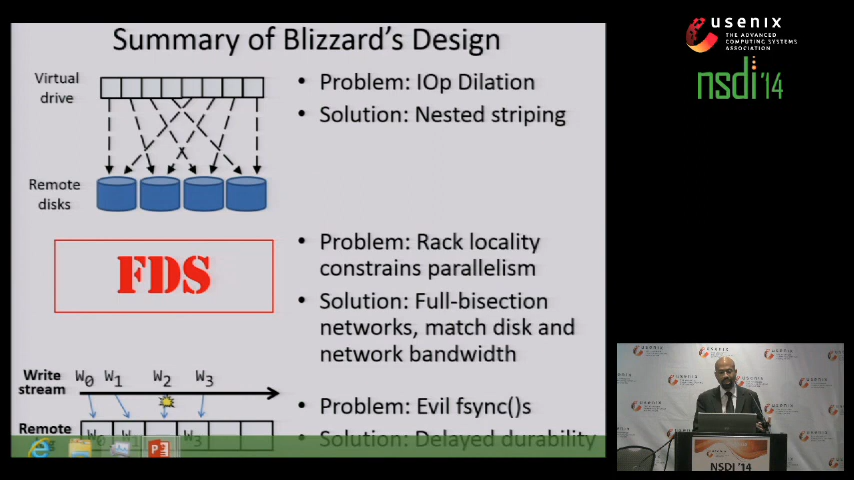 Summary of Blizzard's Design
Virtual
drive
• Problem: IOp Dilation
• Solution: Nested striping
Remote
disks
FDS
• Problem: Rack locality
constrains parallelism
• Solution: Full-bisection
networks, match disk and
network bandwidth
Write
stream
W0 W1 W2 W3
Remote
W0 W1 W3
• Problem: Evil fsync()s
• Solution: Delayed durability
usenix
THE ADVANCED
COMPUTING SYSTEMS
ASSOCIATION
nsdi '14
NSDI '14